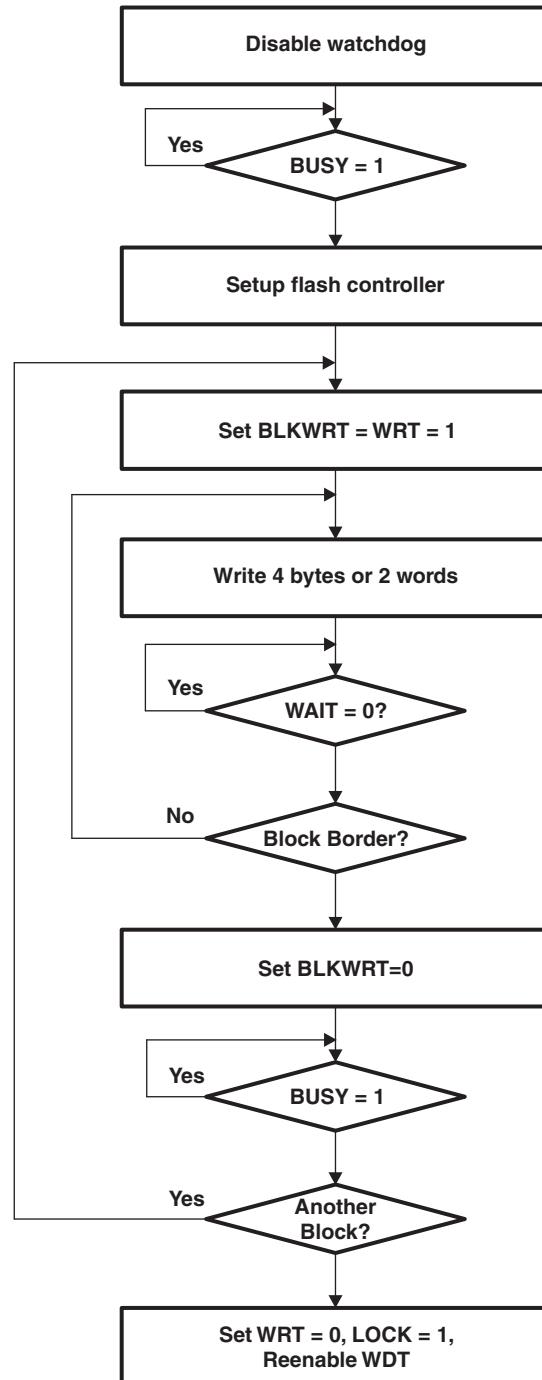 Disable watchdog
Yes
BUSY = 1
Setup flash controller
Set BLKWRT = WRT = 1
Write 4 bytes or 2 words
Yes
WAIT = 0?
No
Block Border?
Set BLKWRT=0
Yes
BUSY = 1
Yes
Another
Block?
Set WRT = 0, LOCK = 1,
Reenable WDT